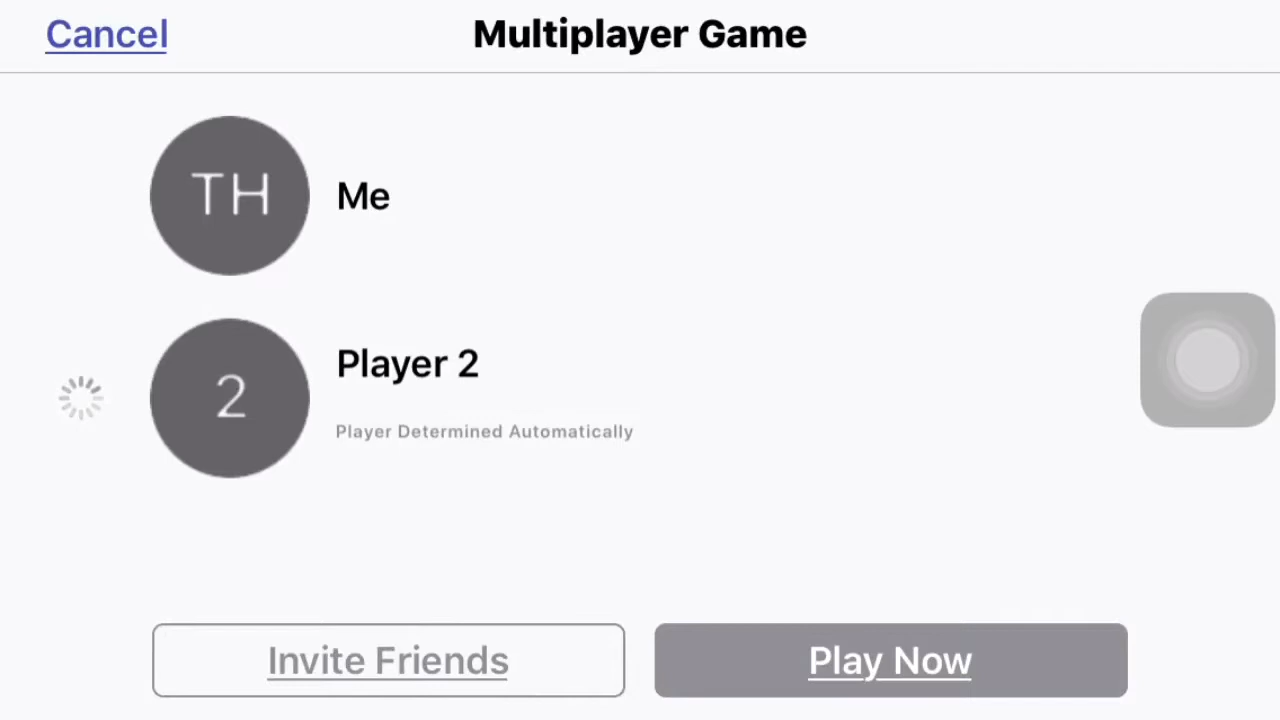 Cancel
Multiplayer Game
TH
Me
2
Player 2
Player Determined Automatically
Invite Friends
Play Now